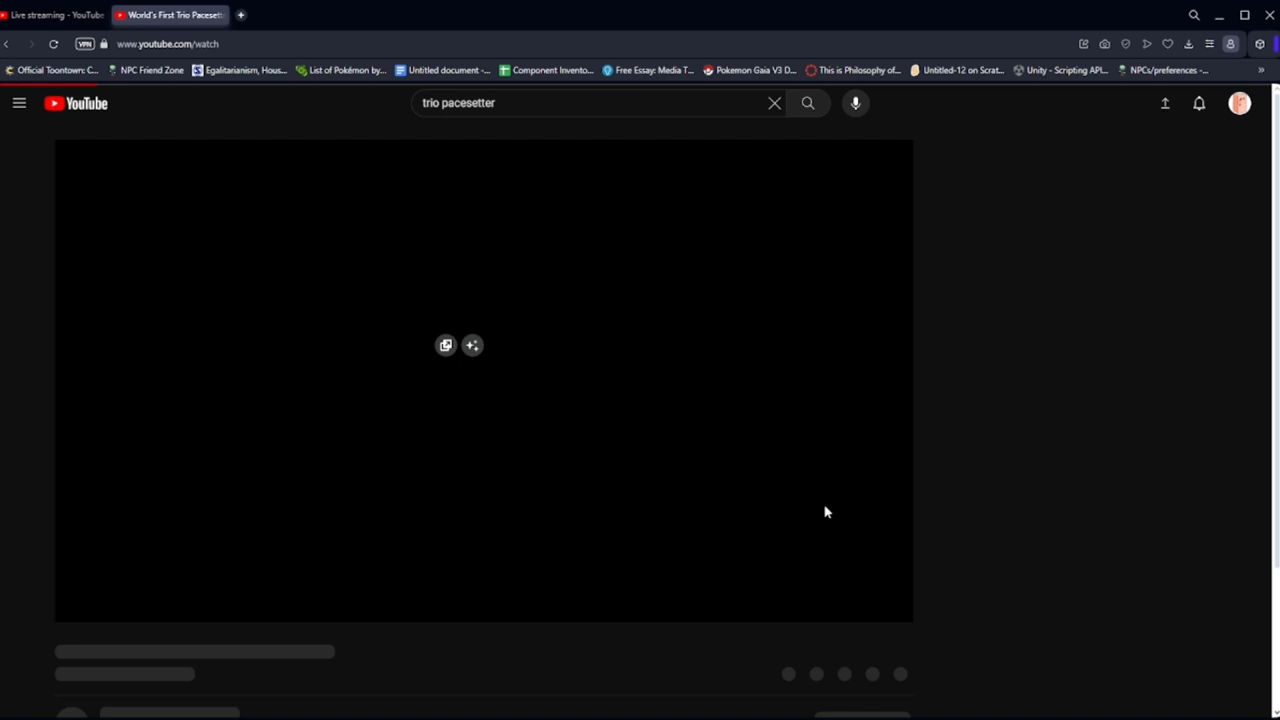 Live streaming - YouTube
World's First Trio Pacesett
VPN
www.youtube.com/watch
Official Toontown: C...
NPC Friend Zone
Egalitarianism, Hous...
List of Pokémon by...
Untitled document -...
Component Invento...
Free Essay: Media T...
Pokemon Gaia V3 D...
This is Philosophy of...
Untitled-12 on Scrat...
Unity - Scripting API...
NPCs/preferences -...
YouTube
trio pacesetter